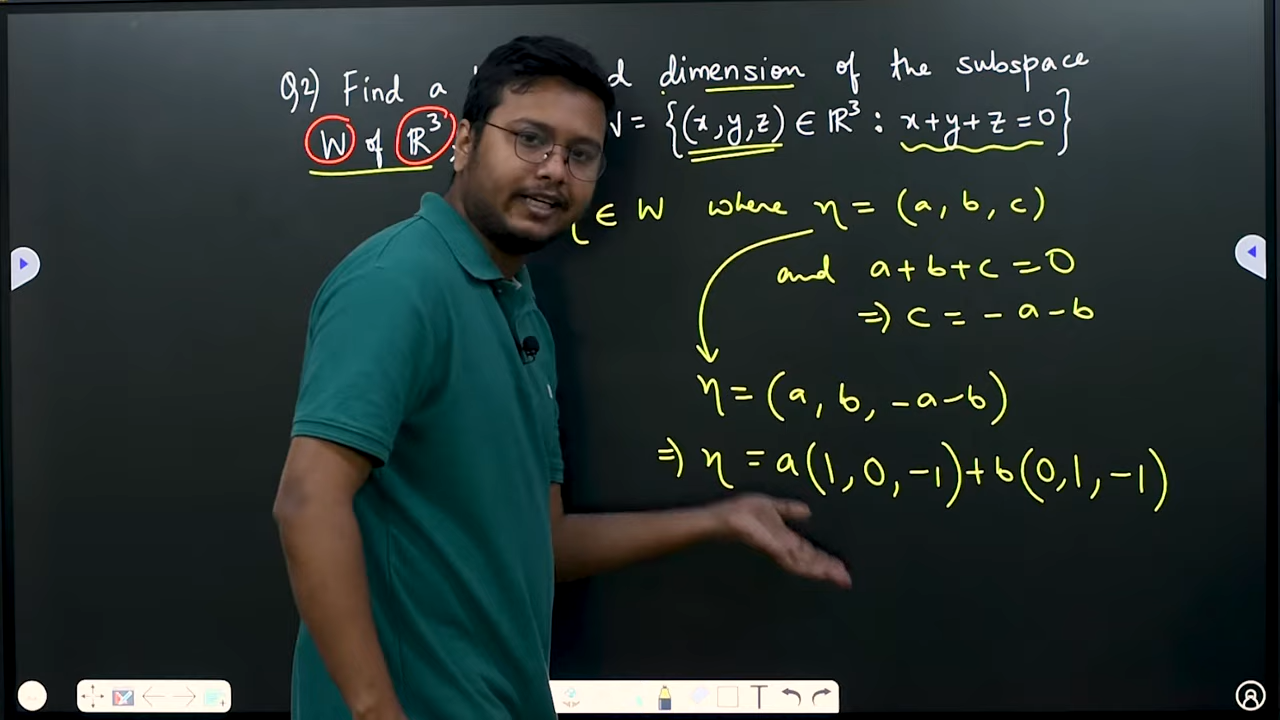 Q2) Find a d dimension of the subspace
W of ℝ³, = {(x, y, z) ∈ ℝ³ : x+y+z=0}
∈ W where η = (a, b, c)
and a+b+c=0
⇒ c = -a-b
η = (a, b, -a-b)
⇒ η = a(1, 0, -1) + b(0, 1, -1)
T